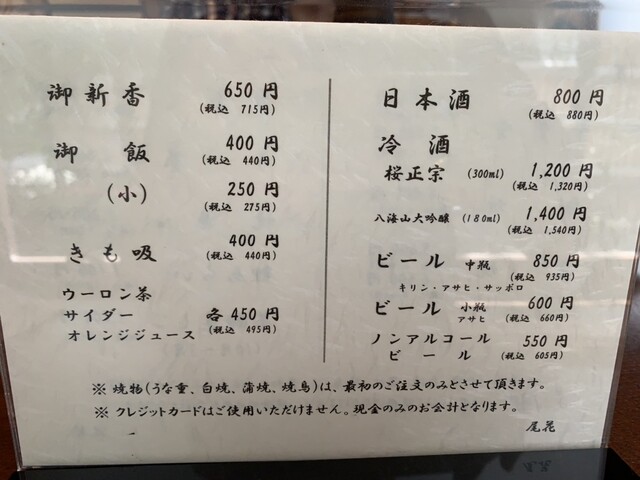 御新香 650円
(税込 715円)
御飯 400円
(税込 440円)
(小) 250円
(税込 275円)
きも吸 400円
(税込 440円)
ウーロン茶
サイダー 各450円
(税込 495円)
オレンジジュース
日本酒 800円
(税込 880円)
冷酒
桜正宗 (300ml) 1,200円
(税込 1,320円)
八海山大吟醸 (180ml) 1,400円
(税込 1,540円)
ビール 中瓶 850円
(税込 935円)
キリン・アサヒ・サッポロ
ビール 小瓶 600円
アサヒ (税込 660円)
ノンアルコール 550円
ビール (税込 605円)
※ 焼物(うな重、白焼、蒲焼、焼鳥)は、最初のご注文のみとさせて頂きます。
※ クレジットカードはご使用いただけません。現金のみのお会計となります。
尾花